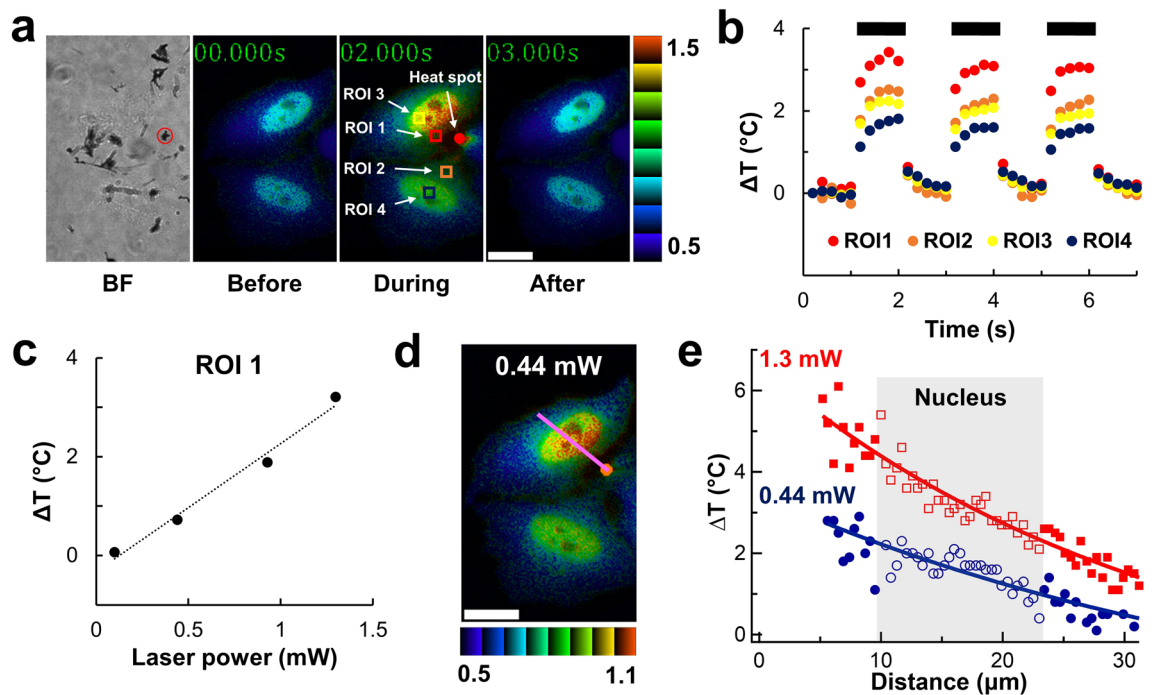 a
00.000s
02.000s
03.000s
1.5
0.5
Heat spot
ROI 3
ROI 1
ROI 2
ROI 4
BF
Before
During
After
b
ΔT (°C)
4
2
0
ROI1
ROI2
ROI3
ROI4
0
2
4
6
Time (s)
c
ROI 1
ΔT (°C)
4
2
0
0
0.5
1
1.5
Laser power (mW)
d
0.44 mW
0.5
1.1
e
1.3 mW
0.44 mW
Nucleus
ΔT (°C)
6
4
2
0
0
10
20
30
Distance (µm)